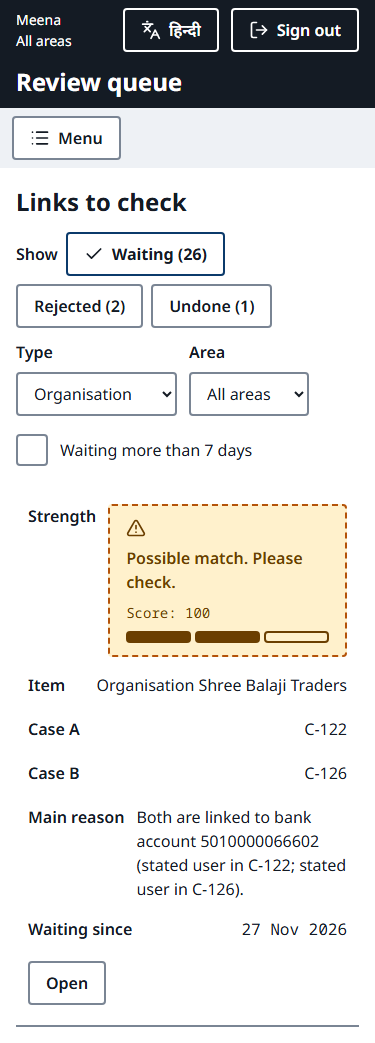 Meena
All areas
हिन्दी
Sign out
Review queue
Menu
Links to check
Show
Waiting (26)
Rejected (2)
Undone (1)
Type
Area
Organisation
All areas
Waiting more than 7 days
Strength
Possible match. Please
check.
Score: 100
Item
Organisation Shree Balaji Traders
Case A
C-122
Case B
C-126
Main reason
Both are linked to bank
account 5010000066602
(stated user in C-122; stated
user in C-126).
Waiting since
27 Nov 2026
Open